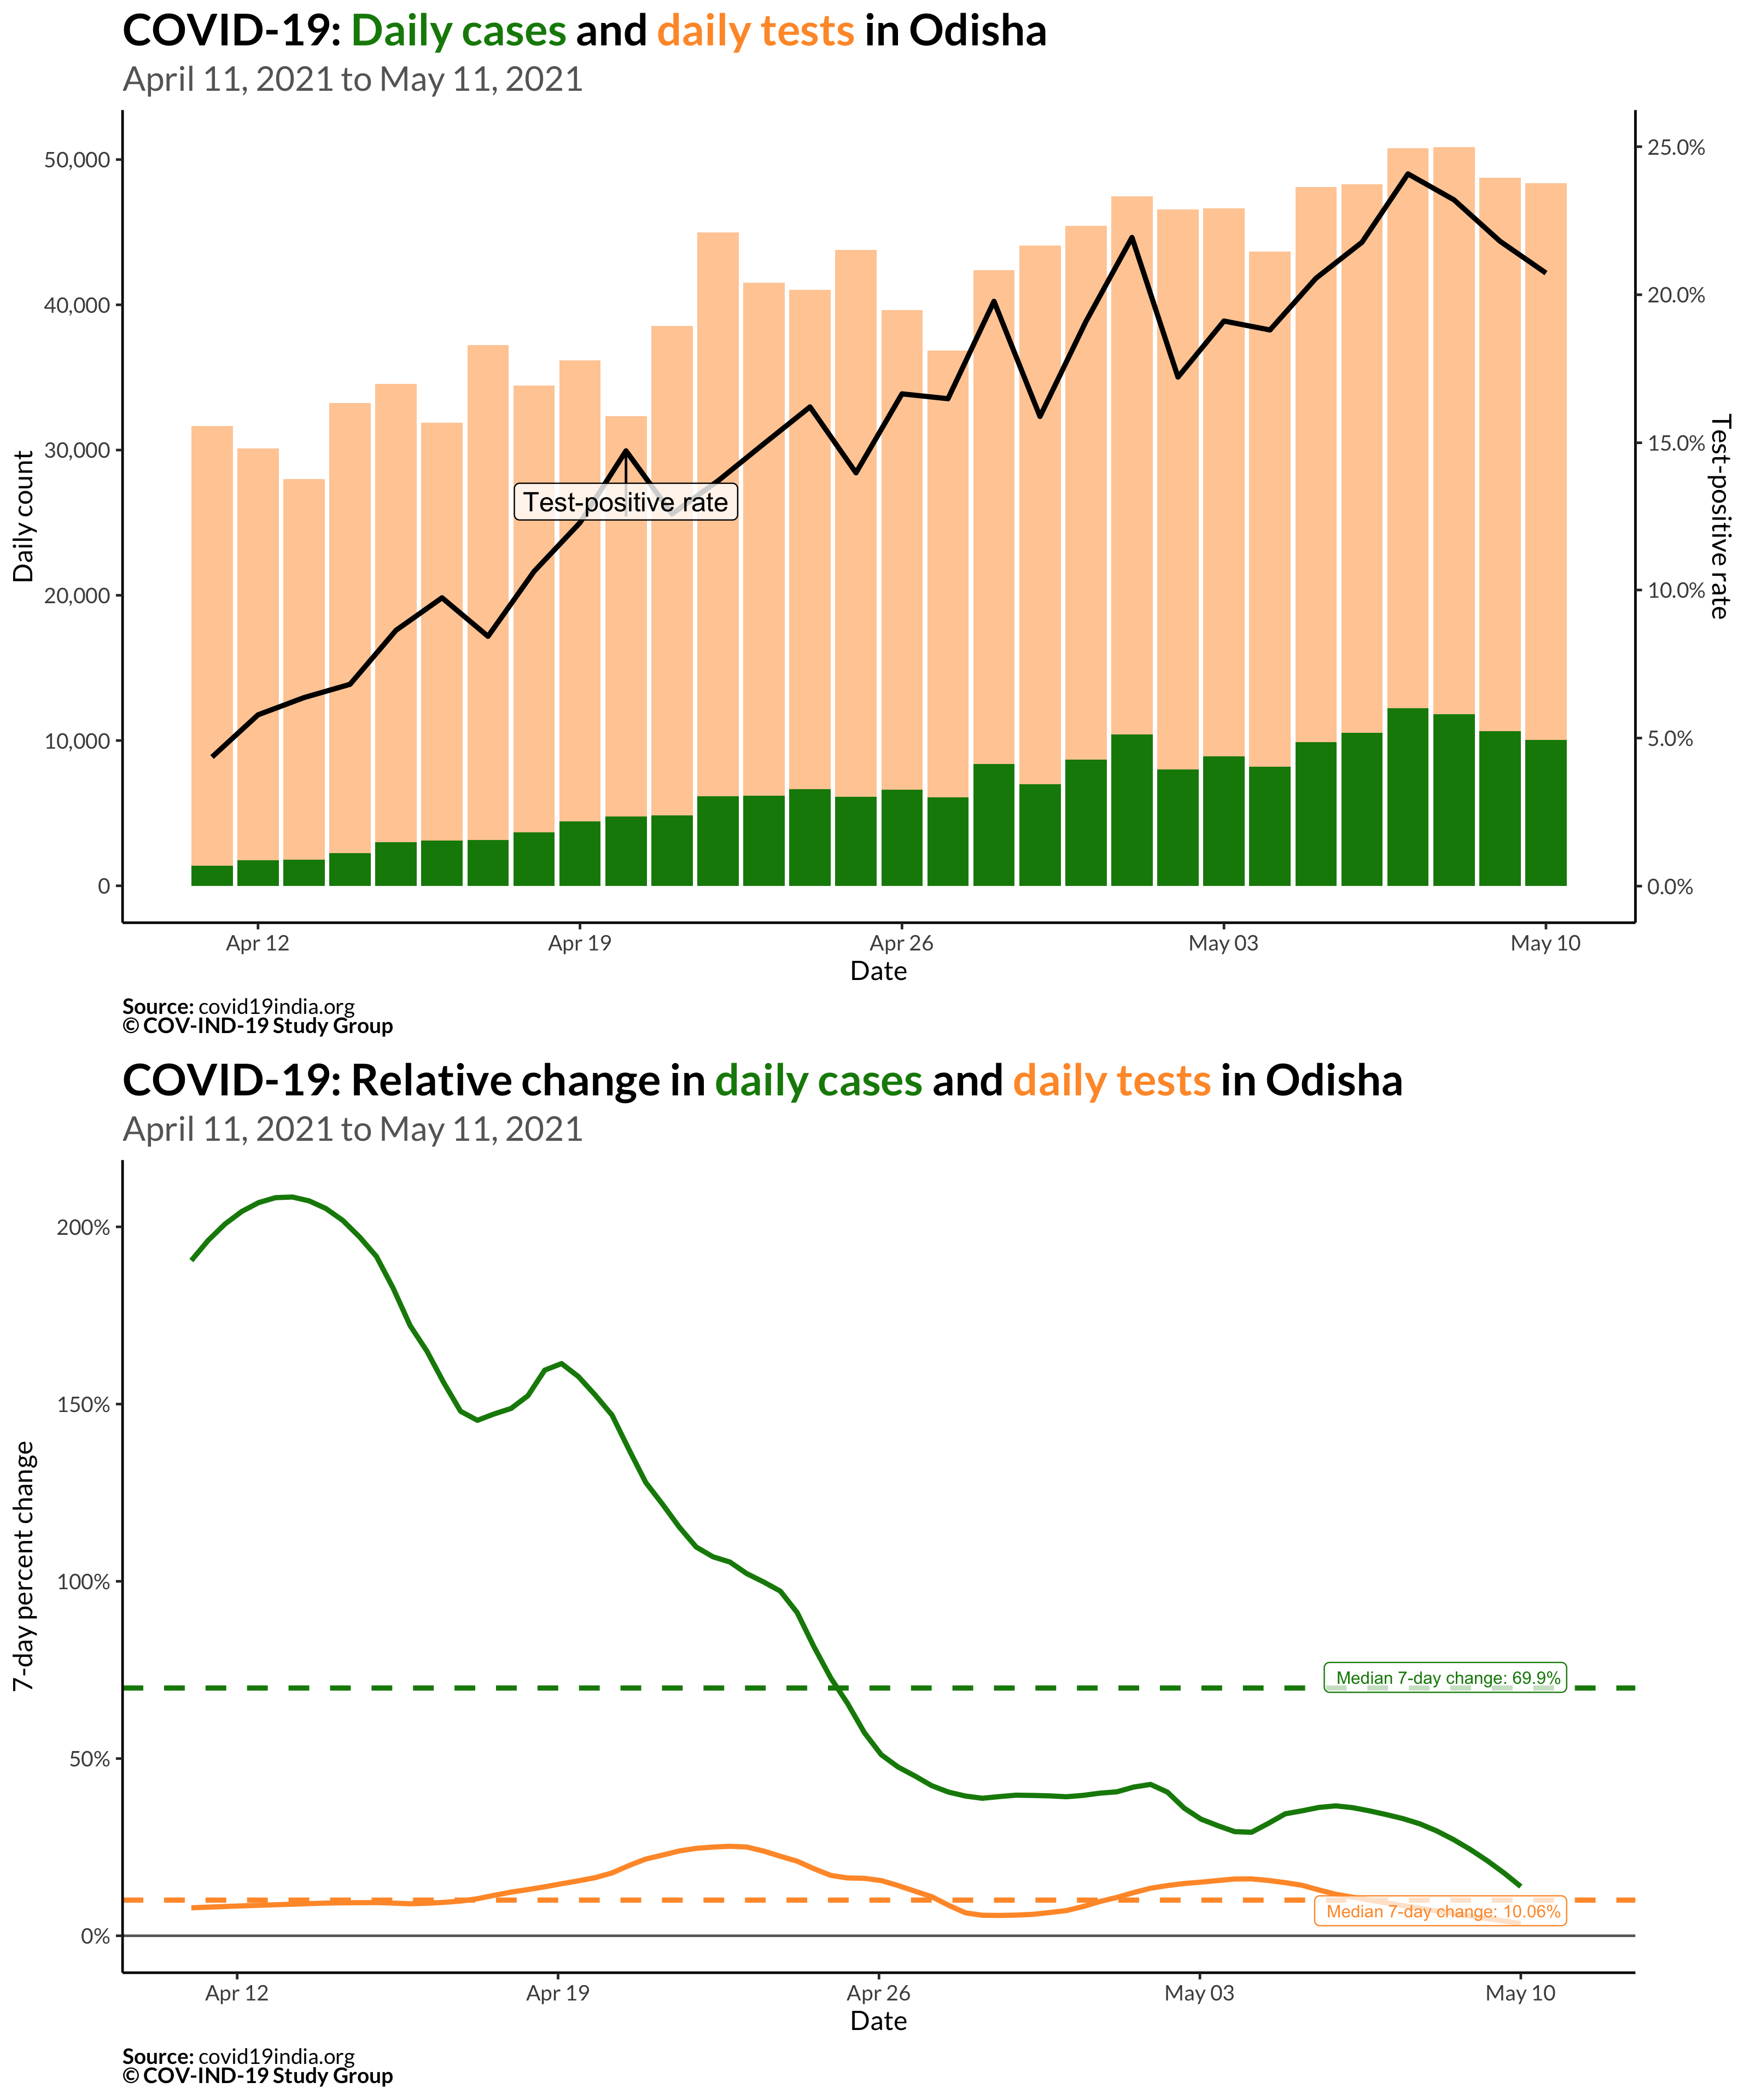 COVID-19: Daily cases and daily tests in Odisha
April 11, 2021 to May 11, 2021
50,000
40,000
30,000
20,000
10,000
0
Daily count
25.0%
20.0%
15.0%
10.0%
5.0%
0.0%
Test-positive rate
Test-positive rate
Apr 12
Apr 19
Apr 26
May 03
May 10
Date
Source: covid19india.org
© COV-IND-19 Study Group
COVID-19: Relative change in daily cases and daily tests in Odisha
April 11, 2021 to May 11, 2021
200%
150%
100%
50%
0%
7-day percent change
Median 7-day change: 69.9%
Median 7-day change: 10.06%
Apr 12
Apr 19
Apr 26
May 03
May 10
Date
Source: covid19india.org
© COV-IND-19 Study Group